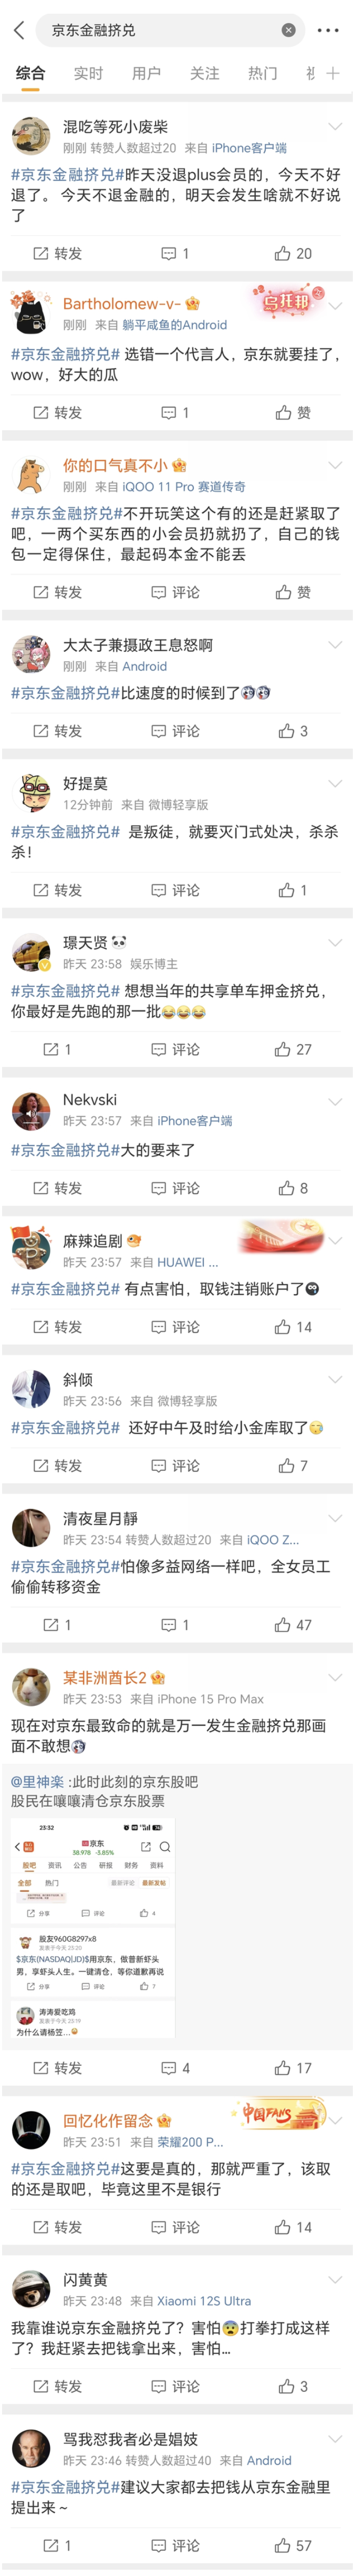 京东金融挤兑
综合 实时 用户 关注 热门
混吃等死小废柴
刚刚 转赞人数超过20 来自 iPhone客户端
#京东金融挤兑#昨天没退plus会员的，今天不好
退了。 今天不退金融的，明天会发生啥就不好说
了
转发 1 20
Bartholomew-v- 乌托邦
刚刚 来自 躺平咸鱼的Android
#京东金融挤兑# 选错一个代言人，京东就要挂了，
wow，好大的瓜
转发 1 赞
你的口气真不小
刚刚 来自 iQOO 11 Pro 赛道传奇
#京东金融挤兑#不开玩笑这个有的还是赶紧取了
吧，一两个买东西的小会员扔就扔了，自己的钱
包一定得保住，最起码本金不能丢
转发 评论 赞
大太子兼摄政王息怒啊
刚刚 来自 Android
#京东金融挤兑#比速度的时候到了
转发 评论 3
好提莫
12分钟前 来自 微博轻享版
#京东金融挤兑# 是叛徒，就要灭门式处决，杀杀
杀！
转发 评论 1
璟天贤
昨天 23:58 娱乐博主
#京东金融挤兑# 想想当年的共享单车押金挤兑，
你最好是先跑的那一批😂😂😂
1 评论 27
Nekvski
昨天 23:57 来自 iPhone客户端
#京东金融挤兑#大的要来了
转发 评论 8
麻辣追剧
昨天 23:57 来自 HUAWEI ...
#京东金融挤兑# 有点害怕，取钱注销账户了
转发 评论 14
斜倾
昨天 23:56 来自 微博轻享版
#京东金融挤兑# 还好中午及时给小金库取了
转发 评论 7
清夜星月靜
昨天 23:54 转赞人数超过20 来自 iQOO Z...
#京东金融挤兑#怕像多益网络一样吧，全女员工
偷偷转移资金
1 1 47
某非洲酋长2
昨天 23:53 来自 iPhone 15 Pro Max
现在对京东最致命的就是万一发生金融挤兑那画
面不敢想
@里神楽 :此时此刻的京东股吧
股民在嚷嚷清仓京东股票
23:32
京东
38.978 -3.85%
股吧 资讯 公告 研报 财务 资料
全部 热门 最新评论 最新发帖
分享 评论 4
股友960G8297x8
发表于今天 23:20
$京东(NASDAQ|JD)$用京东，做普新虾头
男，享虾头人生。一键清仓，等你道歉再说
分享 评论 7
涛涛爱吃鸡
发表于今天 23:19
为什么请杨笠...
转发 4 17
回忆化作留念 中国FANS
昨天 23:51 来自 荣耀200 P...
#京东金融挤兑#这要是真的，那就严重了，该取
的还是取吧，毕竟这里不是银行
转发 评论 14
闪黄黄
昨天 23:48 来自 Xiaomi 12S Ultra
我靠谁说京东金融挤兑了？害怕😨打拳打成这样
了？我赶紧去把钱拿出来，害怕...
转发 评论 3
骂我怼我者必是娼妓
昨天 23:46 转赞人数超过40 来自 Android
#京东金融挤兑#建议大家都去把钱从京东金融里
提出来～
1 评论 57